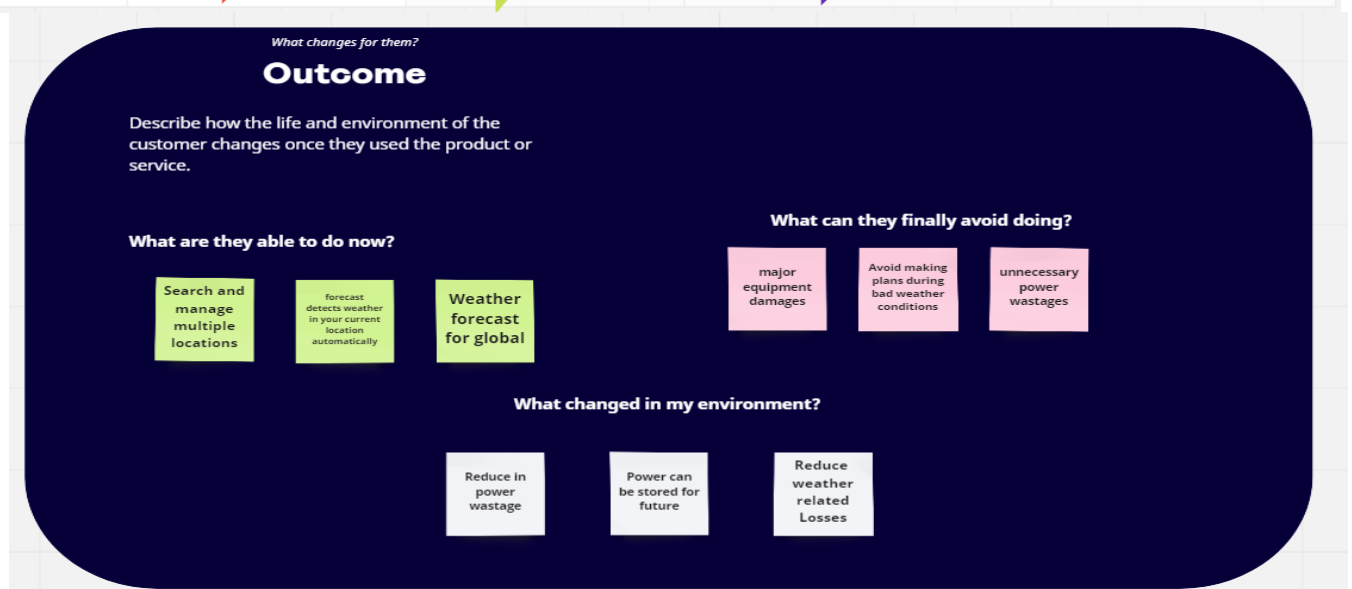 What changes for them?
Outcome
Describe how the life and environment of the
customer changes once they used the product or
service.
What are they able to do now?
Search and
manage
multiple
locations
forecast
detects weather
in your current
location
automatically
Weather
forecast
for global
What can they finally avoid doing?
major
equipment
damages
Avoid making
plans during
bad weather
conditions
unnecessary
power
wastages
What changed in my environment?
Reduce in
power
wastage
Power can
be stored for
future
Reduce
weather
related
Losses